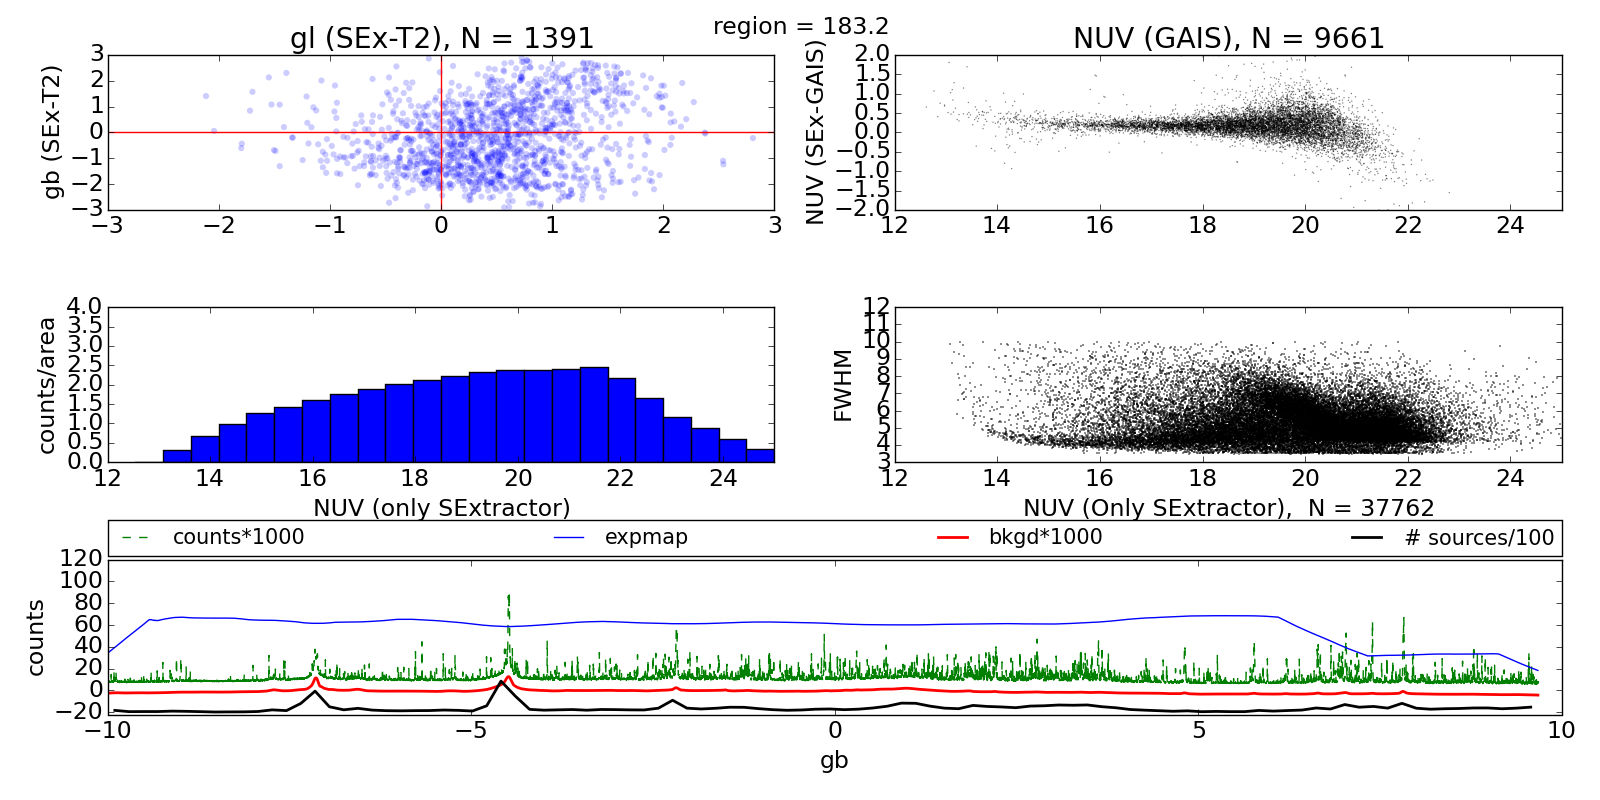 region = 183.2
gl (SEx-T2), N = 1391
gb (SEx-T2)
3
2
1
0
−1
−2
−3
−3 −2 −1 0 1 2 3
NUV (GAIS), N = 9661
NUV (SEx-GAIS)
2.0
1.5
1.0
0.5
0.0
−0.5
−1.0
−1.5
−2.0
12 14 16 18 20 22 24
counts/area
4.0
3.5
3.0
2.5
2.0
1.5
1.0
0.5
0.0
12 14 16 18 20 22 24
NUV (only SExtractor)
FWHM
12
11
10
9
8
7
6
5
4
3
12 14 16 18 20 22 24
NUV (Only SExtractor), N = 37762
counts*1000 expmap bkgd*1000 # sources/100
counts
120
100
80
60
40
20
0
−20
−10 −5 0 5 10
gb